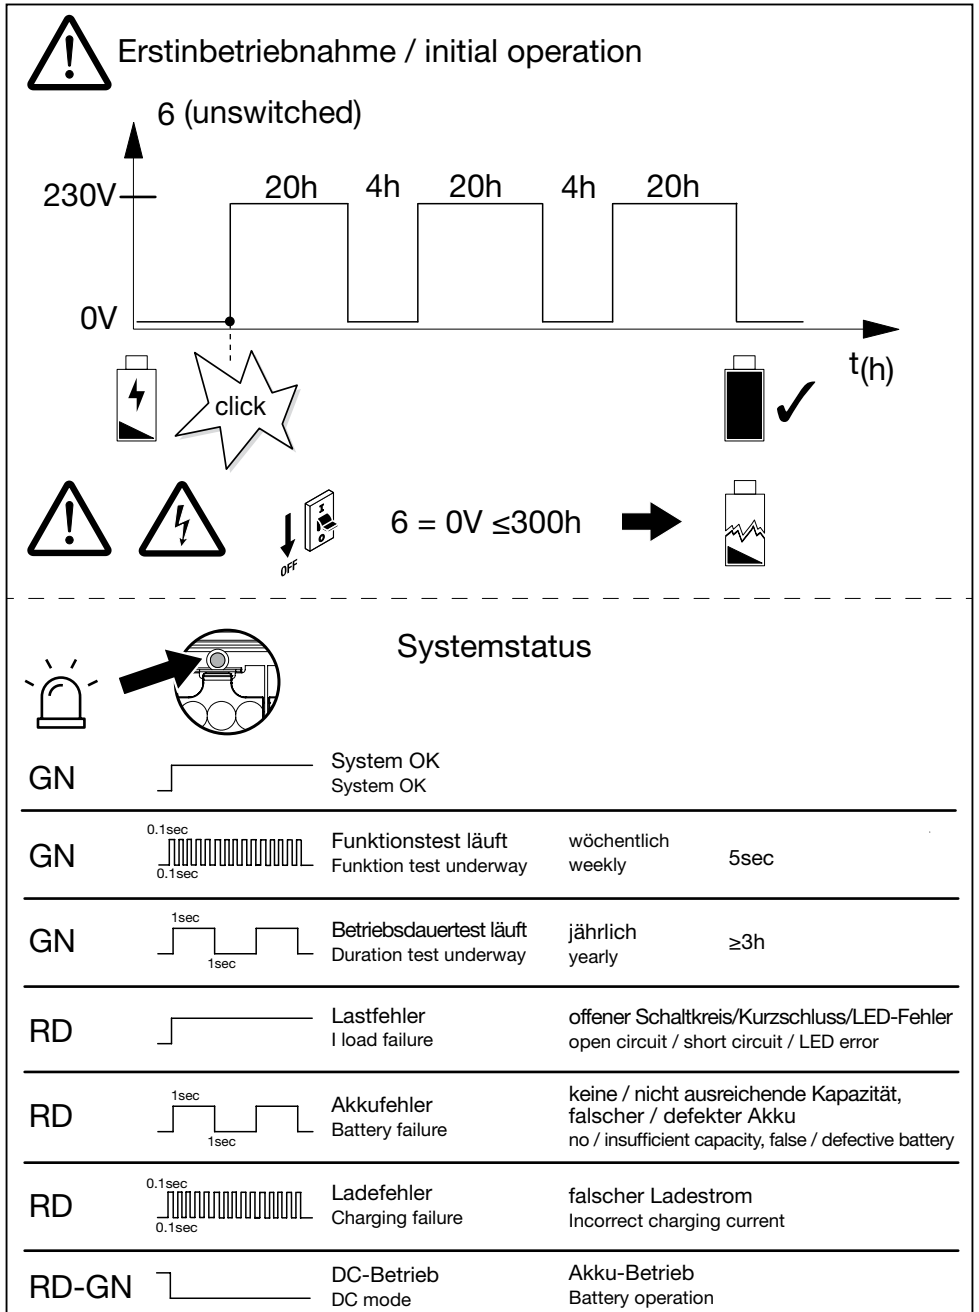 Erstinbetriebnahme / initial operation
6 (unswitched)
230V 20h 4h 20h 4h 20h
0V
t(h)
click
I
O
OFF
6 = 0V ≤300h
Systemstatus
GN System OK
System OK
GN 0.1sec 0.1sec Funktionstest läuft wöchentlich 5sec
Funktion test underway weekly
GN 1sec 1sec Betriebsdauertest läuft jährlich ≥3h
Duration test underway yearly
RD Lastfehler offener Schaltkreis/Kurzschluss/LED-Fehler
I load failure open circuit / short circuit / LED error
RD 1sec 1sec Akkufehler keine / nicht ausreichende Kapazität,
falscher / defekter Akku
Battery failure no / insufficient capacity, false / defective battery
RD 0.1sec 0.1sec Ladefehler falscher Ladestrom
Charging failure Incorrect charging current
RD-GN DC-Betrieb Akku-Betrieb
DC mode Battery operation